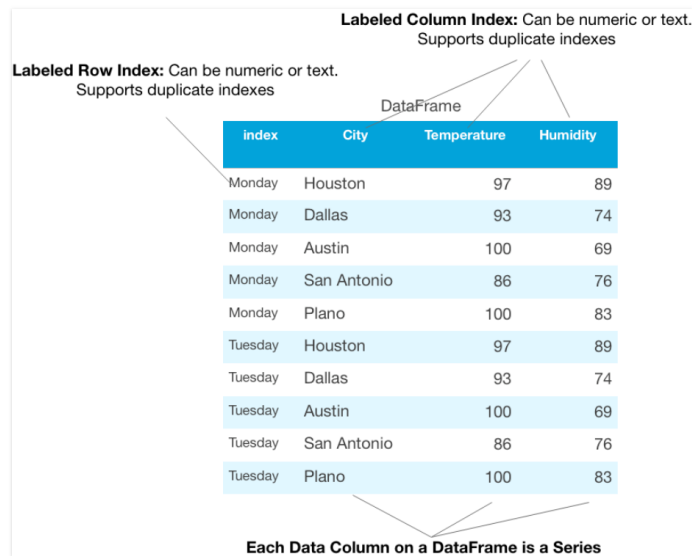 Labeled Column Index: Can be numeric or text.
Supports duplicate indexes
Labeled Row Index: Can be numeric or text.
Supports duplicate indexes
DataFrame
index City Temperature Humidity
Monday Houston 97 89
Monday Dallas 93 74
Monday Austin 100 69
Monday San Antonio 86 76
Monday Plano 100 83
Tuesday Houston 97 89
Tuesday Dallas 93 74
Tuesday Austin 100 69
Tuesday San Antonio 86 76
Tuesday Plano 100 83
Each Data Column on a DataFrame is a Series